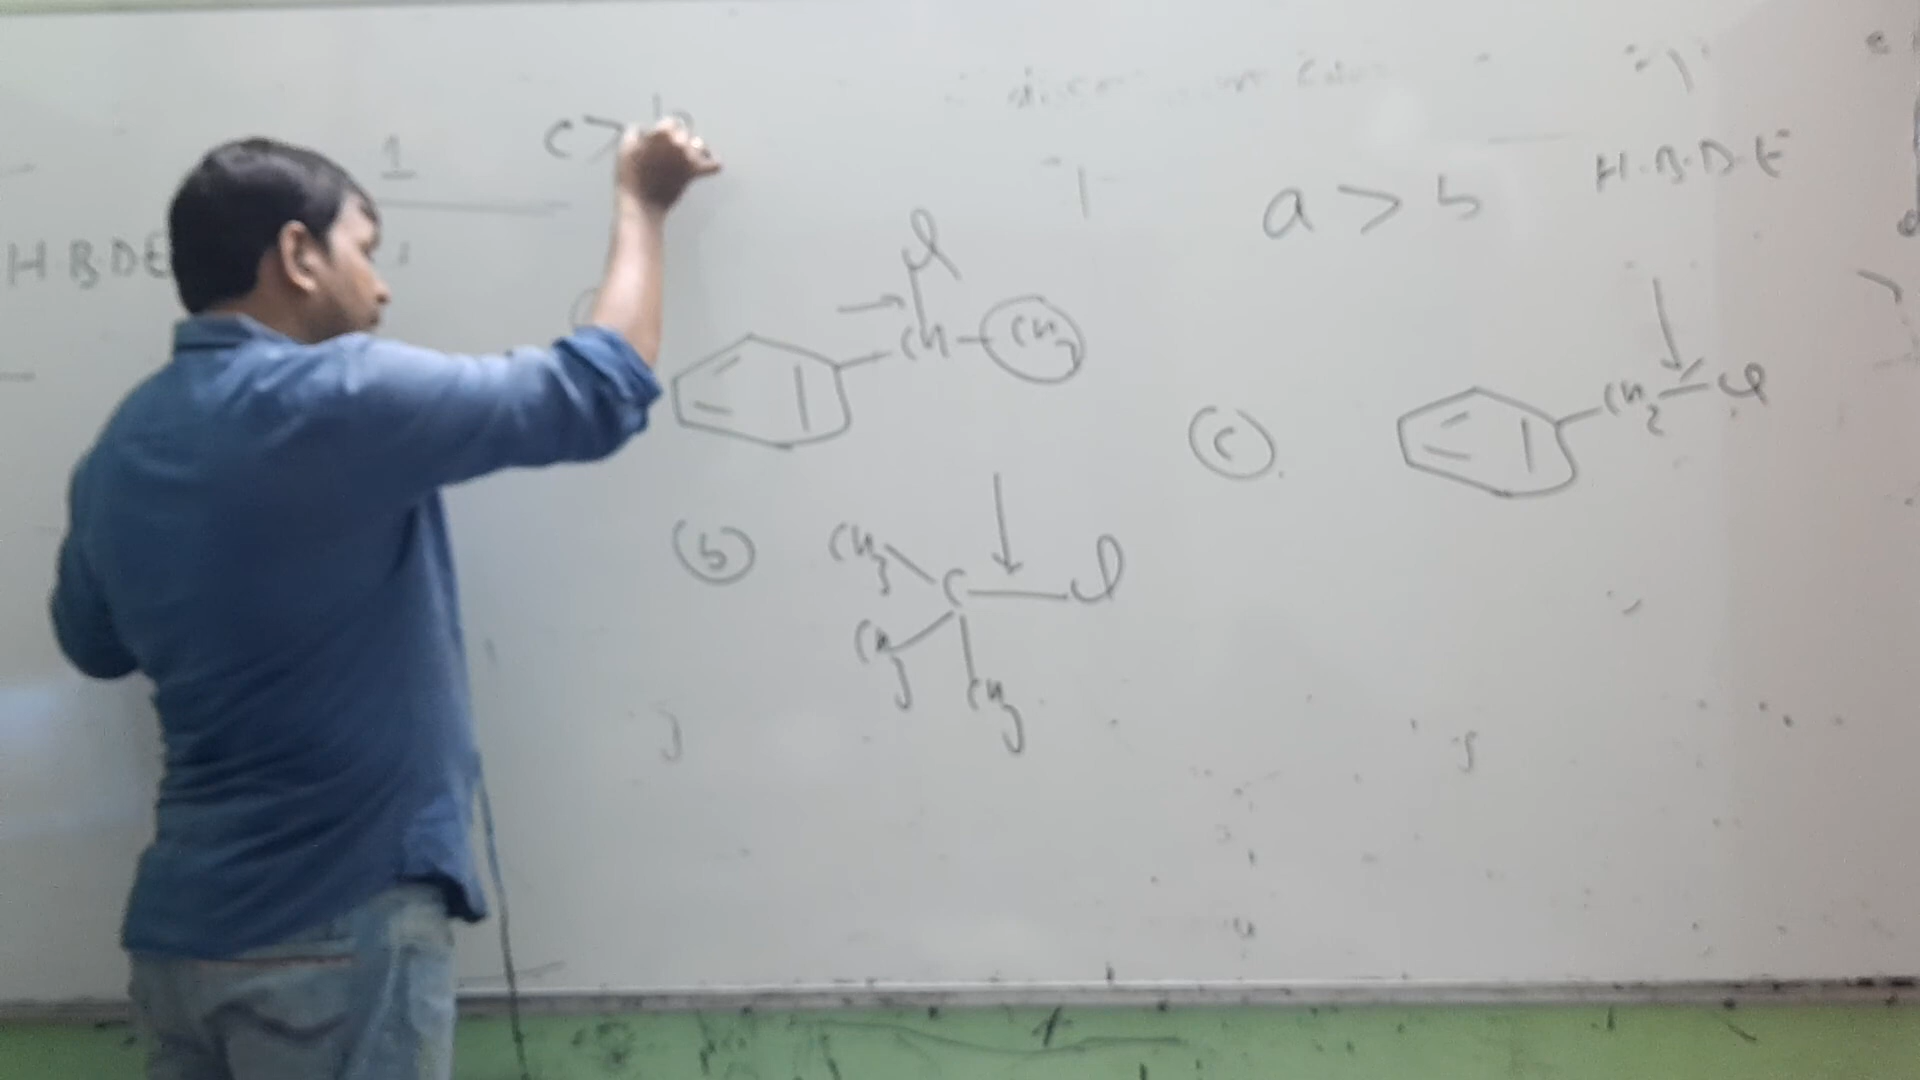 1
c > b
a > b
H.B.D.E
H.B.D.E
Cl
CH – CH3
(c)
CH2 – Cl
(b)
CH3
C – Cl
CH3
CH3